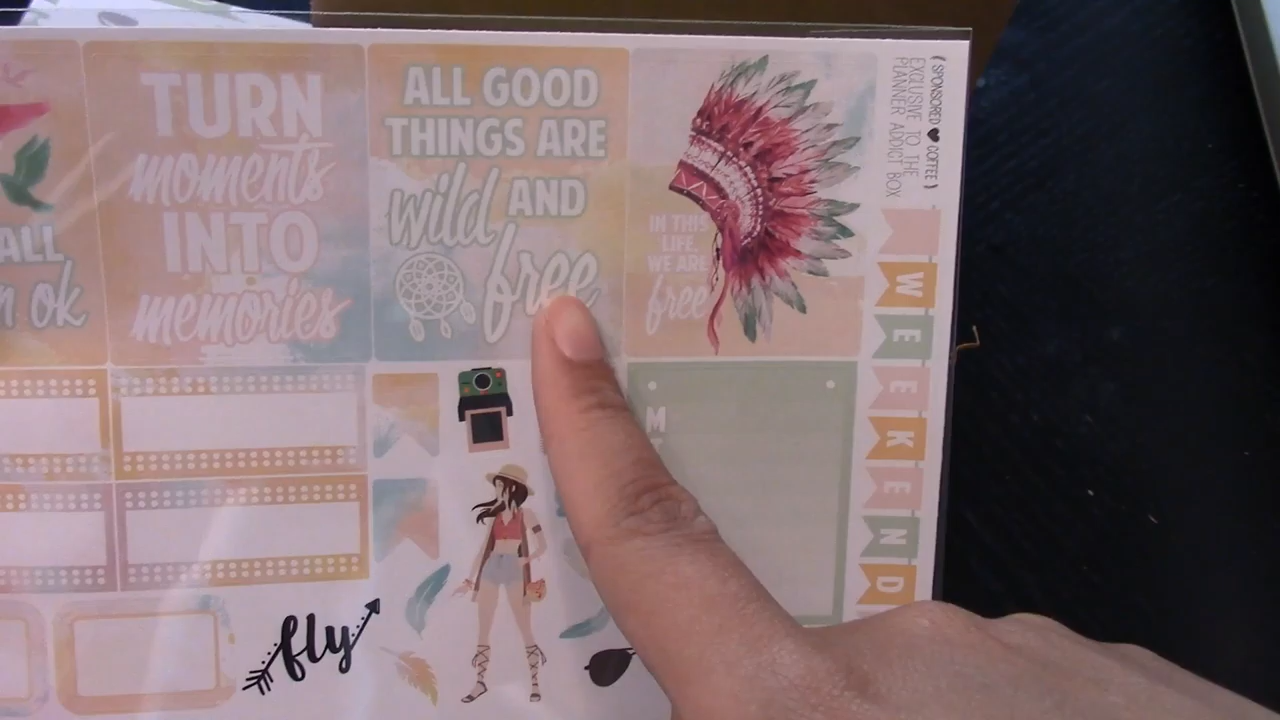 ALL
n ok
TURN
moments
INTO
memories
ALL GOOD
THINGS ARE
wild AND
free
IN THIS
LIFE,
WE ARE
free
( SPONSORED ♥ COFFEE )
EXCLUSIVE TO THE
PLANNER ADDICT BOX
WEEKEND
M
fly